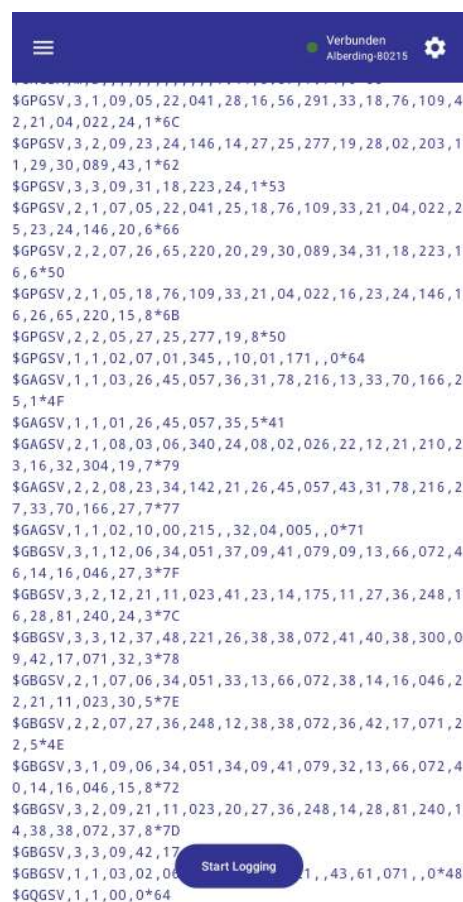 Verbunden
Alberding-80215
$GPGSV,3,1,09,05,22,041,28,16,56,291,33,18,76,109,4
2,21,04,022,24,1*6C
$GPGSV,3,2,09,23,24,146,14,27,25,277,19,28,02,203,1
1,29,30,089,43,1*62
$GPGSV,3,3,09,31,18,223,24,1*53
$GPGSV,2,1,07,05,22,041,25,18,76,109,33,21,04,022,2
5,23,24,146,20,6*66
$GPGSV,2,2,07,26,65,220,20,29,30,089,34,31,18,223,1
6,6*50
$GPGSV,2,1,05,18,76,109,33,21,04,022,16,23,24,146,1
6,26,65,220,15,8*6B
$GPGSV,2,2,05,27,25,277,19,8*50
$GPGSV,1,1,02,07,01,345,,10,01,171,,0*64
$GAGSV,1,1,03,26,45,057,36,31,78,216,13,33,70,166,2
5,1*4F
$GAGSV,1,1,01,26,45,057,35,5*41
$GAGSV,2,1,08,03,06,340,24,08,02,026,22,12,21,210,2
3,16,32,304,19,7*79
$GAGSV,2,2,08,23,34,142,21,26,45,057,43,31,78,216,2
7,33,70,166,27,7*77
$GAGSV,1,1,02,10,00,215,,32,04,005,,0*71
$GBGSV,3,1,12,06,34,051,37,09,41,079,09,13,66,072,4
6,14,16,046,27,3*7F
$GBGSV,3,2,12,21,11,023,41,23,14,175,11,27,36,248,1
6,28,81,240,24,3*7C
$GBGSV,3,3,12,37,48,221,26,38,38,072,41,40,38,300,0
9,42,17,071,32,3*78
$GBGSV,2,1,07,06,34,051,33,13,66,072,38,14,16,046,2
2,21,11,023,30,5*7E
$GBGSV,2,2,07,27,36,248,12,38,38,072,36,42,17,071,2
2,5*4E
$GBGSV,3,1,09,06,34,051,34,09,41,079,32,13,66,072,4
0,14,16,046,15,8*72
$GBGSV,3,2,09,21,11,023,20,27,36,248,14,28,81,240,1
4,38,38,072,37,8*7D
$GBGSV,3,3,09,42,17
$GBGSV,1,1,03,02,06 1,,43,61,071,,0*48
Start Logging
$GQGSV,1,1,00,0*64